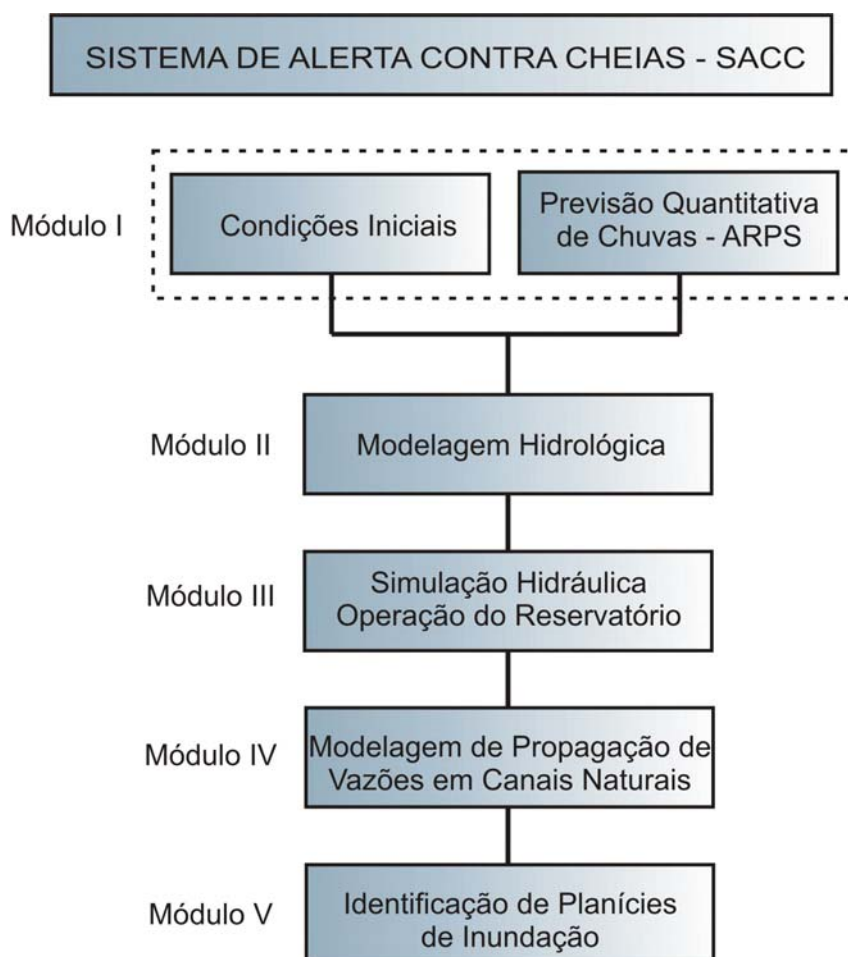 SISTEMA DE ALERTA CONTRA CHEIAS - SACC
Módulo I
Condições Iniciais
Previsão Quantitativa
de Chuvas - ARPS
Módulo II
Modelagem Hidrológica
Módulo III
Simulação Hidráulica
Operação do Reservatório
Módulo IV
Modelagem de Propagação de
Vazões em Canais Naturais
Módulo V
Identificação de Planícies
de Inundação